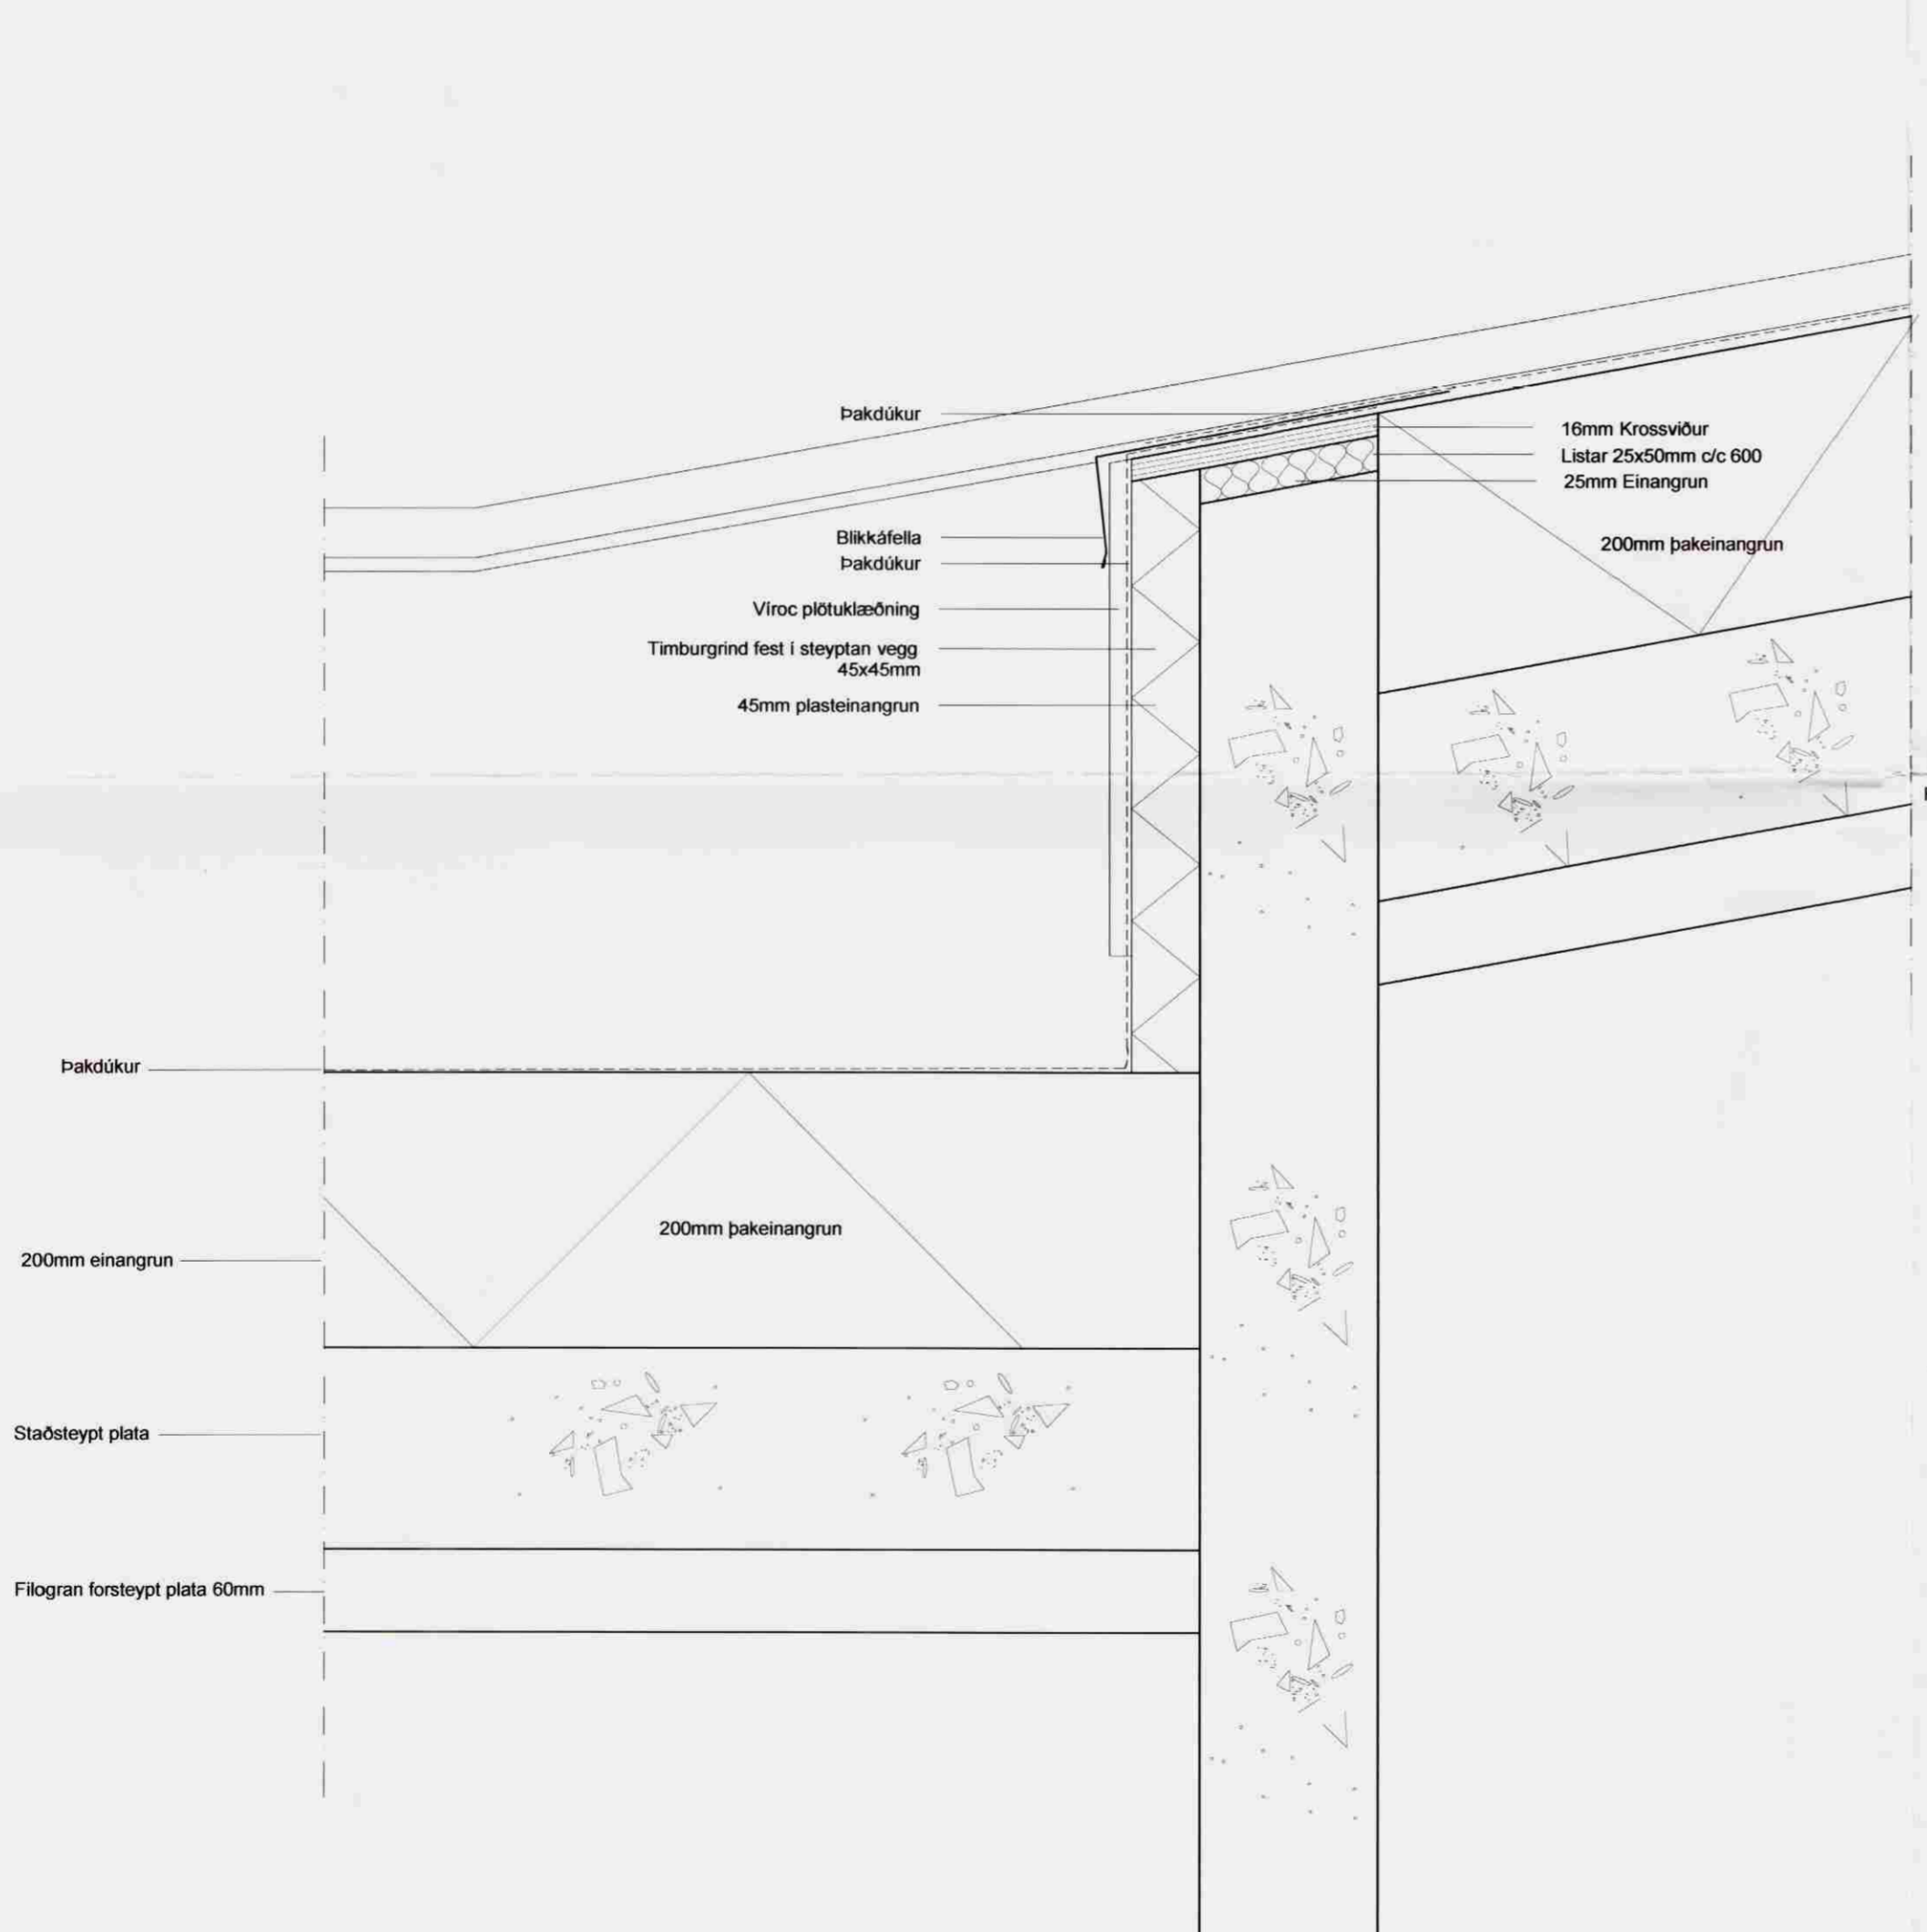 Þakdúkur
16mm Krossviður
Listar 25x50mm c/c 600
25mm Einangrun
Blikkáfella
Þakdúkur
200mm þakeinangrun
Víroc plötuklæðning
Timburgrind fest í steyptan vegg
45x45mm
45mm plasteinangrun
Þakdúkur
200mm þakeinangrun
200mm einangrun
Staðsteypt plata
Filogran forsteypt plata 60mm